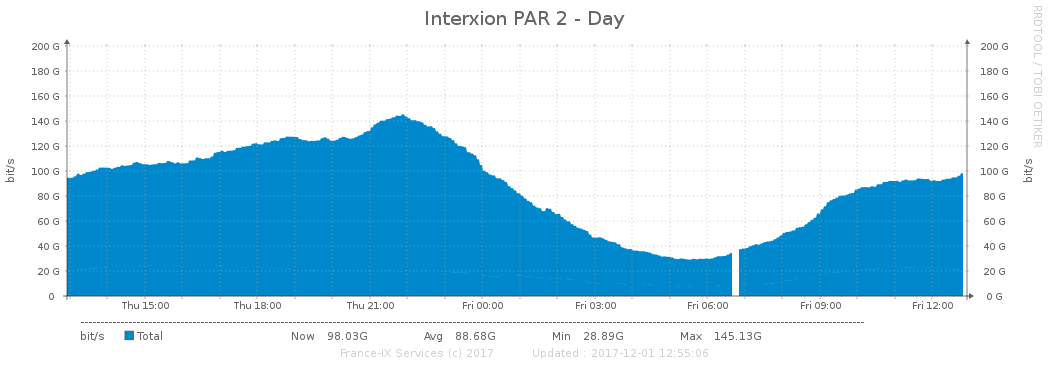 Interxion PAR 2 - Day
RRDTOOL / TOBI OETIKER
bit/s
200 G 200 G
180 G 180 G
160 G 160 G
140 G 140 G
120 G 120 G
100 G 100 G
80 G 80 G
60 G 60 G
40 G 40 G
20 G 20 G
0 0 G
bit/s
Thu 15:00 Thu 18:00 Thu 21:00 Fri 00:00 Fri 03:00 Fri 06:00 Fri 09:00 Fri 12:00
bit/s Total Now 98.03G Avg 88.68G Min 28.89G Max 145.13G
France-IX Services (c) 2017 Updated : 2017-12-01 12:55:06